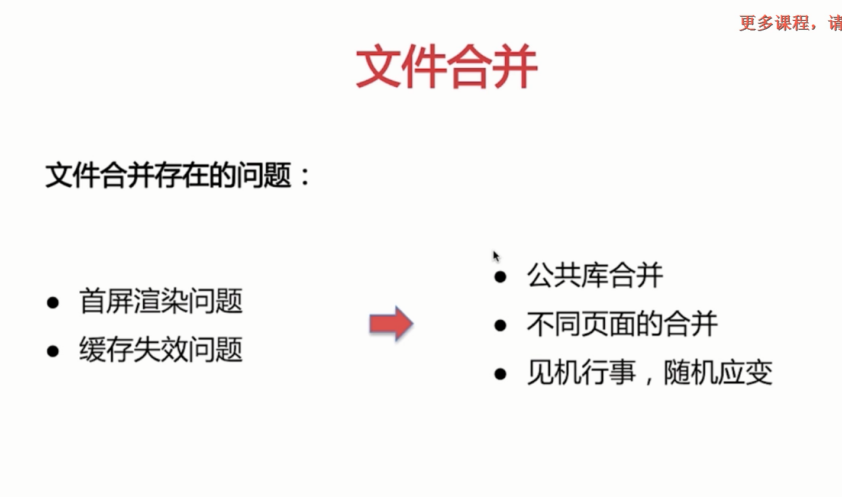 更多课程，请
文件合并
文件合并存在的问题：
● 首屏渲染问题
● 缓存失效问题
● 公共库合并
● 不同页面的合并
● 见机行事，随机应变